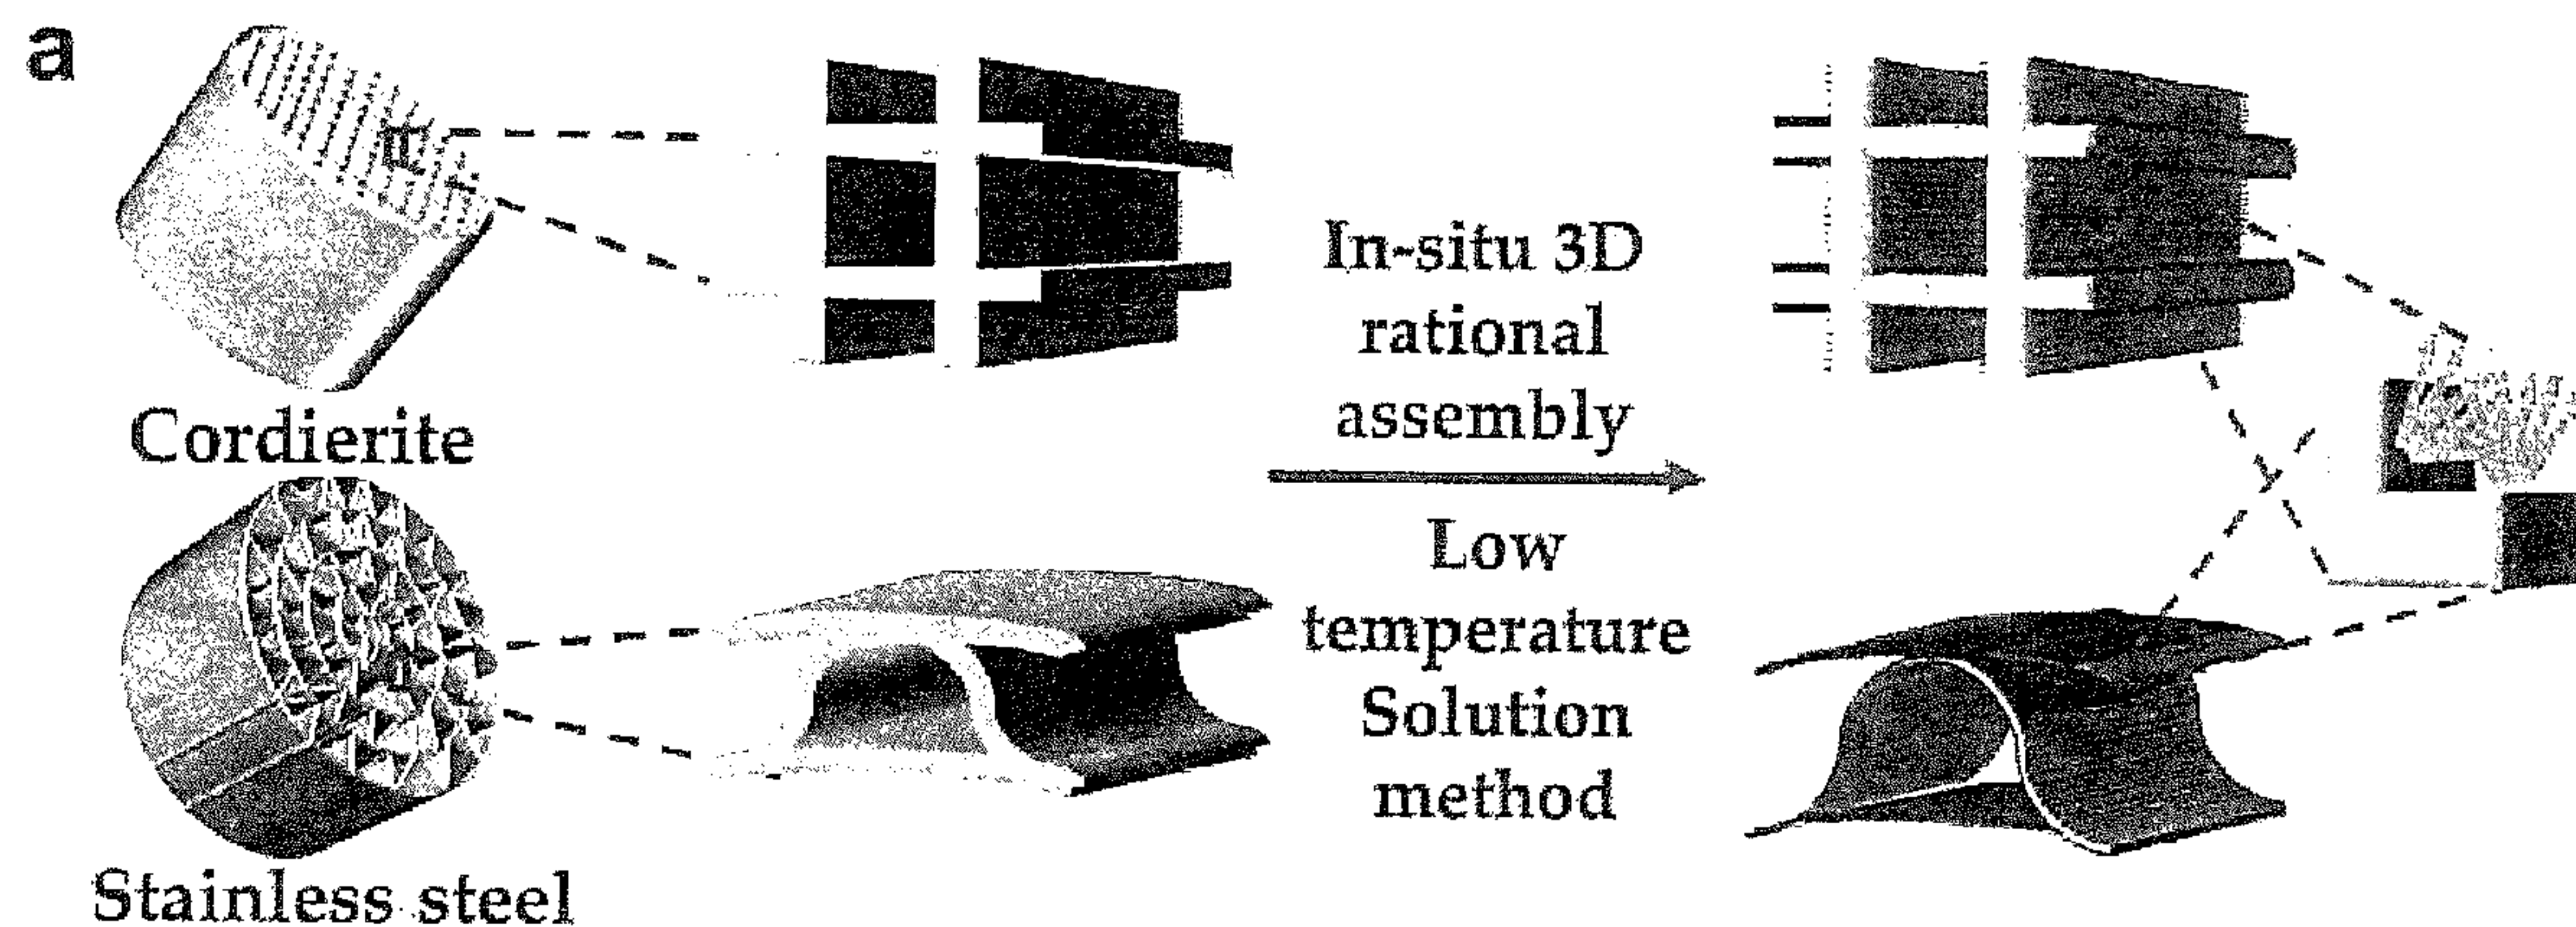 a
Cordierite
Stainless steel
In-situ 3D
rational
assembly
Low
temperature
Solution
method